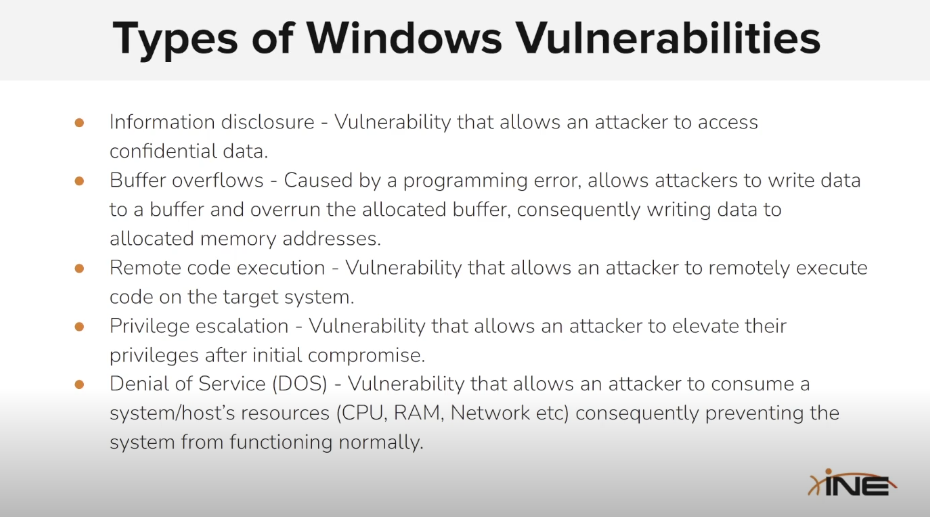 Types of Windows Vulnerabilities
● Information disclosure - Vulnerability that allows an attacker to access
confidential data.
● Buffer overflows - Caused by a programming error, allows attackers to write data
to a buffer and overrun the allocated buffer, consequently writing data to
allocated memory addresses.
● Remote code execution - Vulnerability that allows an attacker to remotely execute
code on the target system.
● Privilege escalation - Vulnerability that allows an attacker to elevate their
privileges after initial compromise.
● Denial of Service (DOS) - Vulnerability that allows an attacker to consume a
system/host's resources (CPU, RAM, Network etc) consequently preventing the
system from functioning normally.
INE